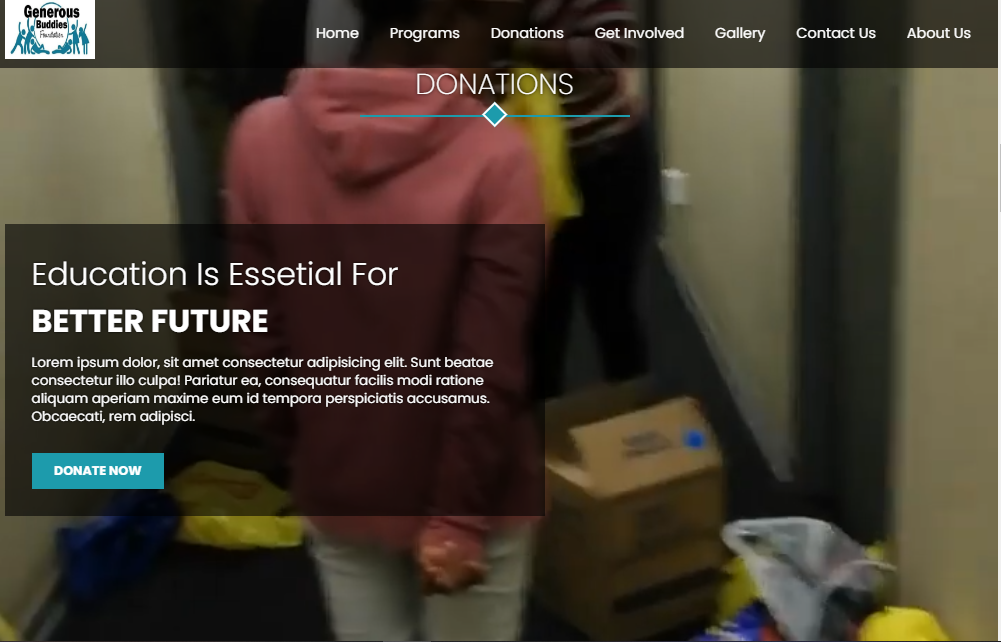 Generous
Buddies
Foundation
Home Programs Donations Get Involved Gallery Contact Us About Us
DONATIONS
Education Is Essetial For
BETTER FUTURE
Lorem ipsum dolor, sit amet consectetur adipisicing elit. Sunt beatae
consectetur illo culpa! Pariatur ea, consequatur facilis modi ratione
aliquam aperiam maxime eum id tempora perspiciatis accusamus.
Obcaecati, rem adipisci.
DONATE NOW